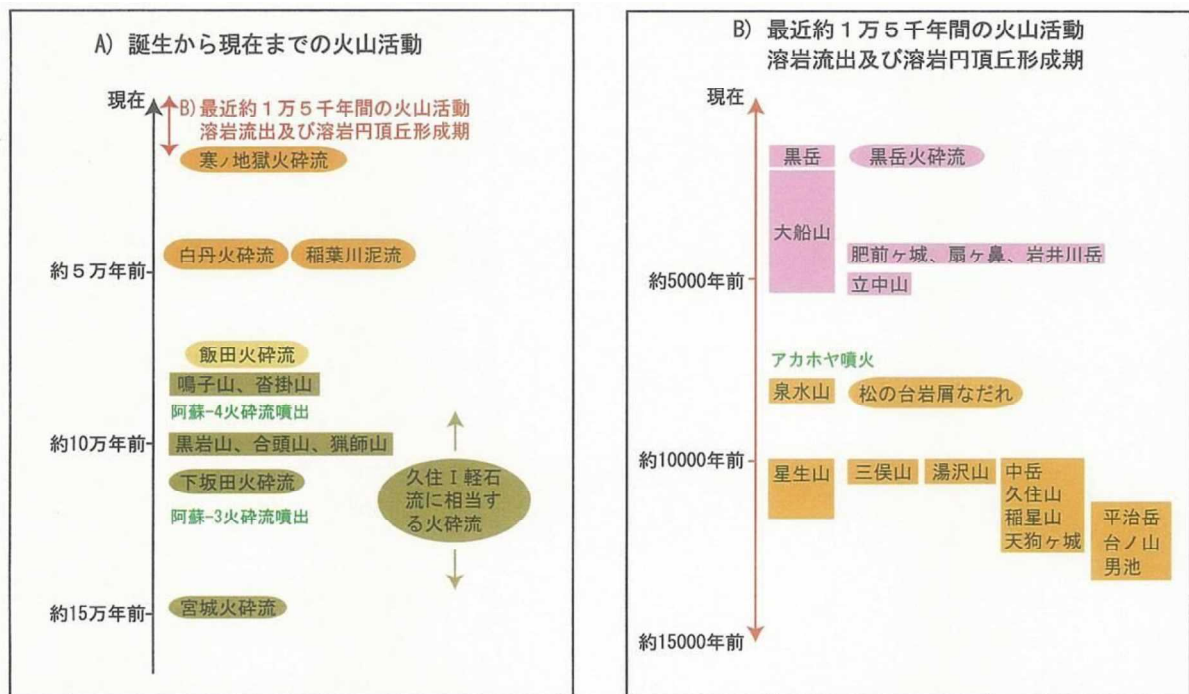 A) 誕生から現在までの火山活動
現在
B) 最近約1万5千年間の火山活動
溶岩流出及び溶岩円頂丘形成期
寒ノ地獄火砕流
白丹火砕流
稲葉川泥流
約5万年前
飯田火砕流
鳴子山、沓掛山
阿蘇-4火砕流噴出
約10万年前
黒岩山、合頭山、猟師山
下坂田火砕流
阿蘇-3火砕流噴出
久住Ⅰ軽石
流に相当す
る火砕流
約15万年前
宮城火砕流
B) 最近約1万5千年間の火山活動
溶岩流出及び溶岩円頂丘形成期
現在
黒岳
黒岳火砕流
大船山
肥前ヶ城、扇ヶ鼻、岩井川岳
約5000年前
立中山
アカホヤ噴火
泉水山
松の台岩屑なだれ
約10000年前
星生山
三俣山
湯沢山
中岳
久住山
稲星山
天狗ヶ城
平治岳
台ノ山
男池
約15000年前